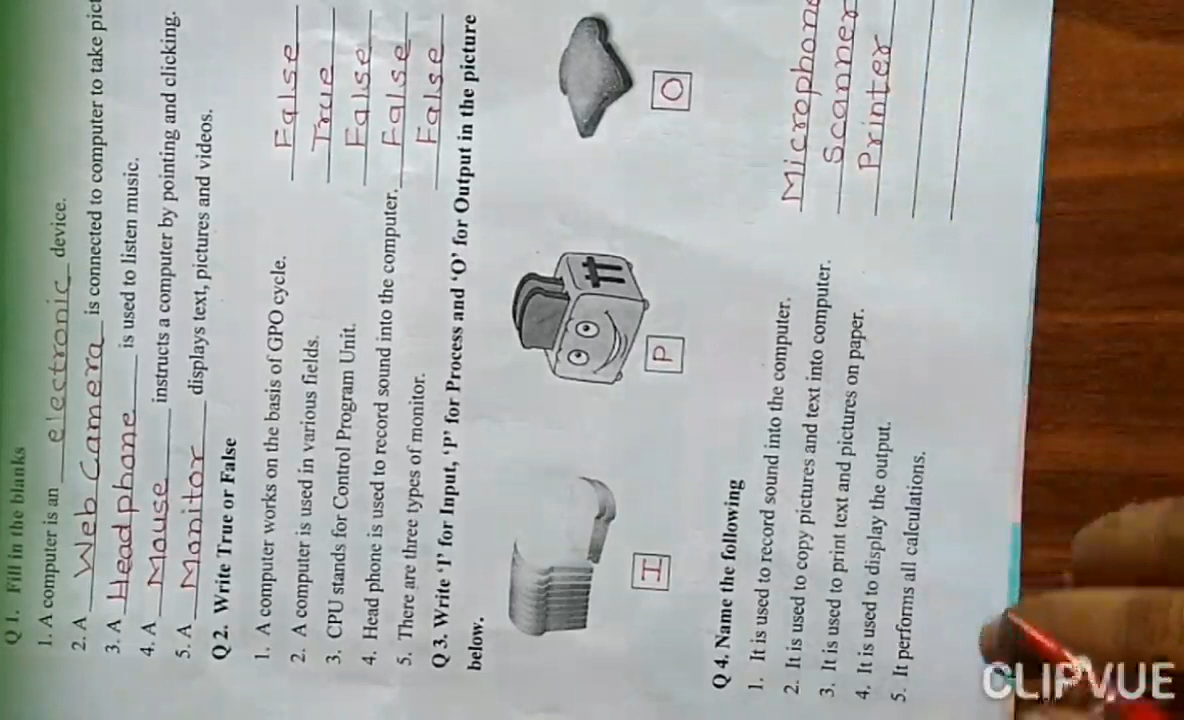 Q 1. Fill in the blanks
1. A computer is an electronic device.
2. A Web Camera is connected to computer to take
3. A Headphone is used to listen music.
4. A Mouse instructs a computer by pointing and clicking.
5. A Monitor displays text, pictures and videos.
Q 2. Write True or False
1. A computer works on the basis of GPO cycle. False
2. A computer is used in various fields. True
3. CPU stands for Control Program Unit. False
4. Head phone is used to record sound into the computer. False
5. There are three types of monitor. False
Q 3. Write 'I' for Input, 'P' for Process and 'O' for Output in the picture
below.
I P O
Q 4. Name the following
1. It is used to record sound into the computer. Microphone
2. It is used to copy pictures and text into computer. Scanner
3. It is used to print text and pictures on paper. Printer
4. It is used to display the output.
5. It performs all calculations.
CLIPVUE